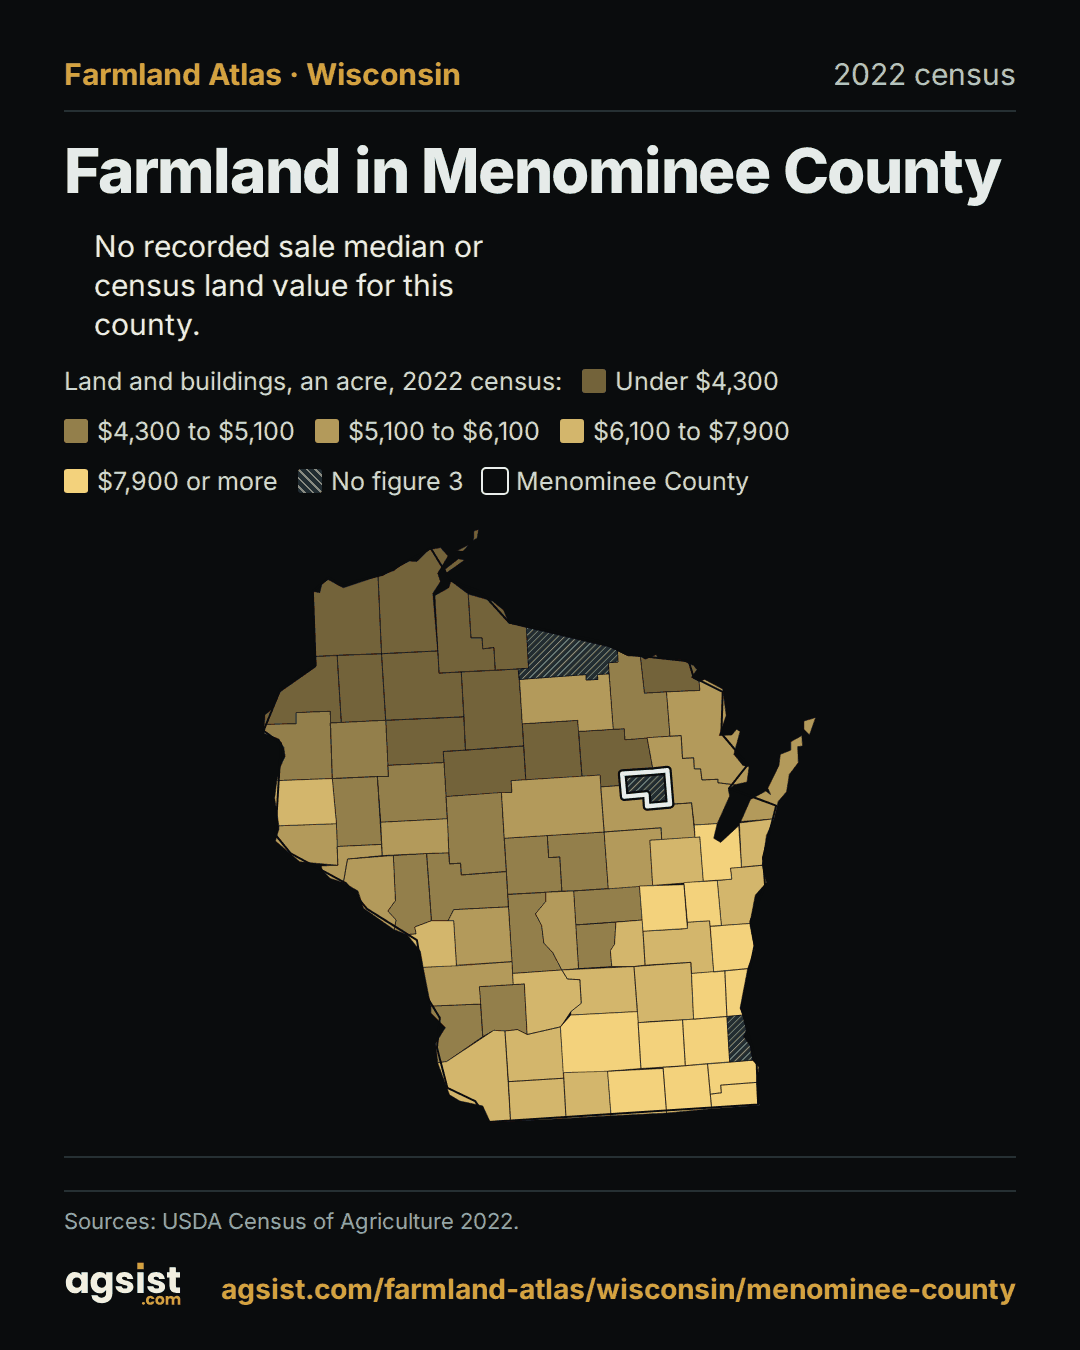 Farmland Atlas · Wisconsin
2022 census
Farmland in Menominee County
No recorded sale median or
census land value for this
county.
Land and buildings, an acre, 2022 census: Under $4,300
$4,300 to $5,100 $5,100 to $6,100 $6,100 to $7,900
$7,900 or more No figure 3 Menominee County
Sources: USDA Census of Agriculture 2022.
agsist
.com
agsist.com/farmland-atlas/wisconsin/menominee-county